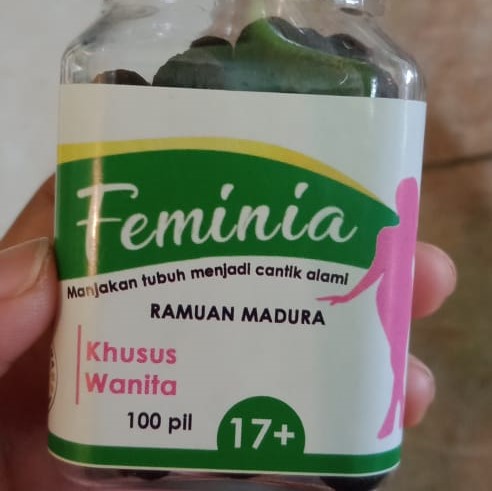 Feminia
Manjakan tubuh menjadi cantik alami
RAMUAN MADURA
Khusus
Wanita
100 pil
17+